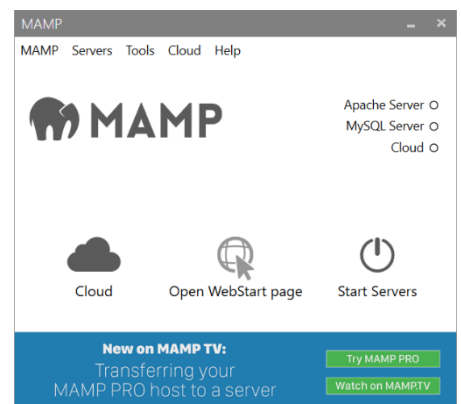 MAMP
MAMP Servers Tools Cloud Help
MAMP
Apache Server
MySQL Server
Cloud
Cloud
Open WebStart page
Start Servers
New on MAMP TV:
Transferring your
MAMP PRO host to a server
Try MAMP PRO
Watch on MAMP.TV